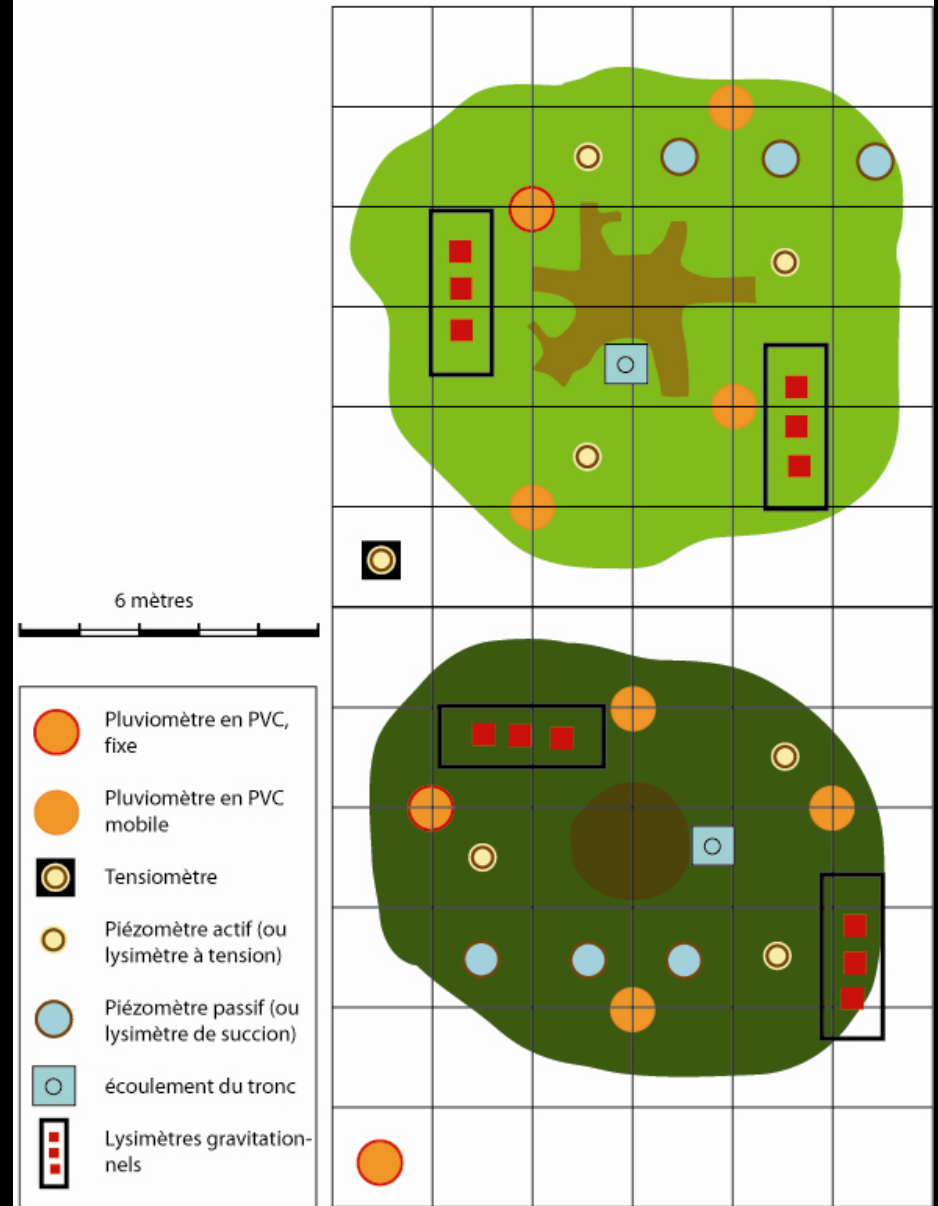 6 mètres
Pluviomètre en PVC,
fixe
Pluviomètre en PVC
mobile
Tensiomètre
Piézomètre actif (ou
lysimètre à tension)
Piézomètre passif (ou
lysimètre de succion)
écoulement du tronc
Lysimètres gravitation-
nels